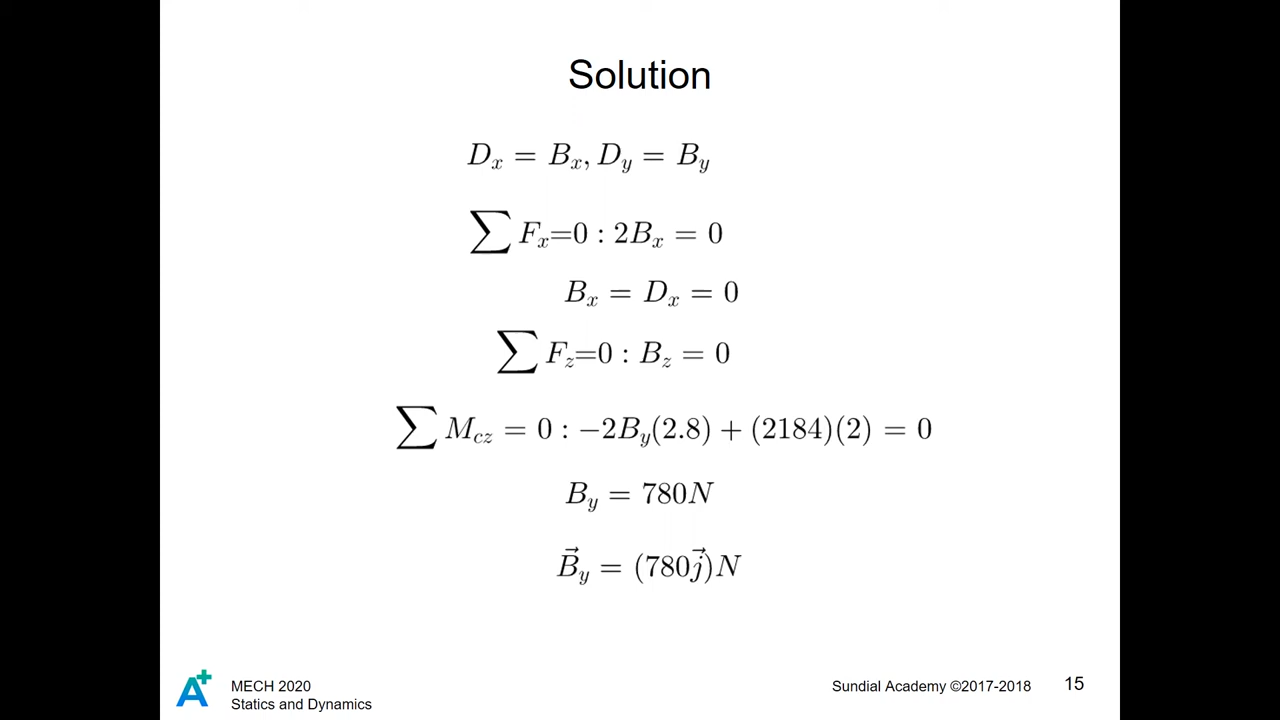 Solution
D_x = B_x, D_y = B_y
∑ F_x=0 : 2B_x = 0
B_x = D_x = 0
∑ F_z=0 : B_z = 0
∑ M_cz = 0 : −2B_y(2.8) + (2184)(2) = 0
B_y = 780N
B⃗_y = (780j⃗)N
A+
MECH 2020
Statics and Dynamics
Sundial Academy ©2017-2018
15